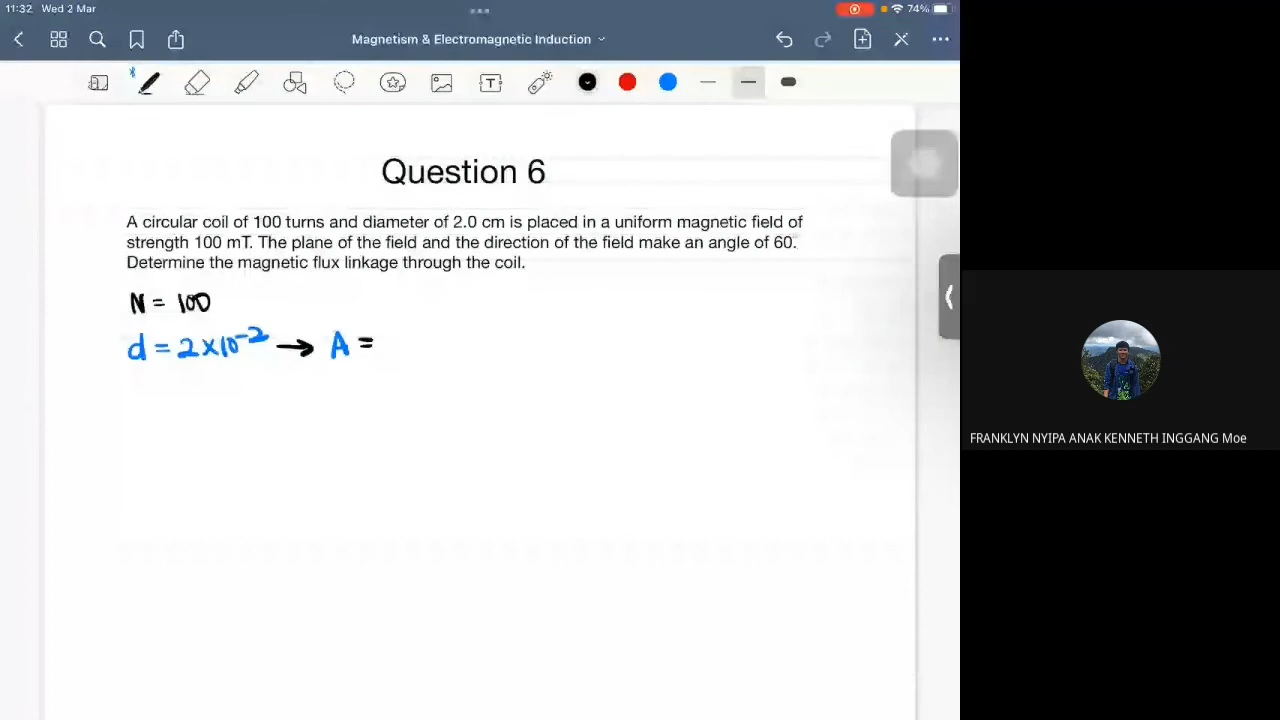 11:32 Wed 2 Mar
74%
Magnetism & Electromagnetic Induction
Question 6
A circular coil of 100 turns and diameter of 2.0 cm is placed in a uniform magnetic field of
strength 100 mT. The plane of the field and the direction of the field make an angle of 60.
Determine the magnetic flux linkage through the coil.
N = 100
d = 2×10⁻² → A =
FRANKLYN NYIPA ANAK KENNETH INGGANG Moe